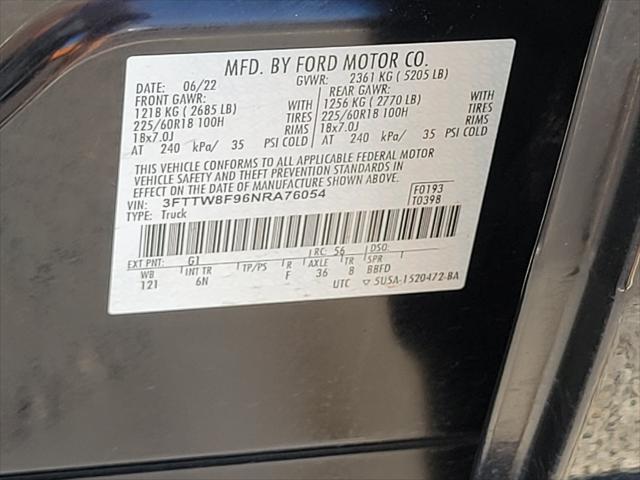 MFD. BY FORD MOTOR CO.
DATE: 06/22 GVWR: 2361 KG ( 5205 LB)
FRONT GAWR: REAR GAWR:
1218 KG ( 2685 LB) WITH 1256 KG ( 2770 LB) WITH
225/60R18 100H TIRES 225/60R18 100H TIRES
18x7.0J RIMS 18x7.0J RIMS
AT 240 kPa/ 35 PSI COLD AT 240 kPa/ 35 PSI COLD
THIS VEHICLE CONFORMS TO ALL APPLICABLE FEDERAL MOTOR
VEHICLE SAFETY AND THEFT PREVENTION STANDARDS IN
EFFECT ON THE DATE OF MANUFACTURE SHOWN ABOVE.
VIN: 3FTTW8F96NRA76054 F0193
TYPE: Truck T0398
EXT PNT: G1 RC: 56 DSO:
WB INT TR TP/PS R AXLE TR SPR
121 6N F 36 8 BBFD
UTC ▽ 5USA-1520472-BA